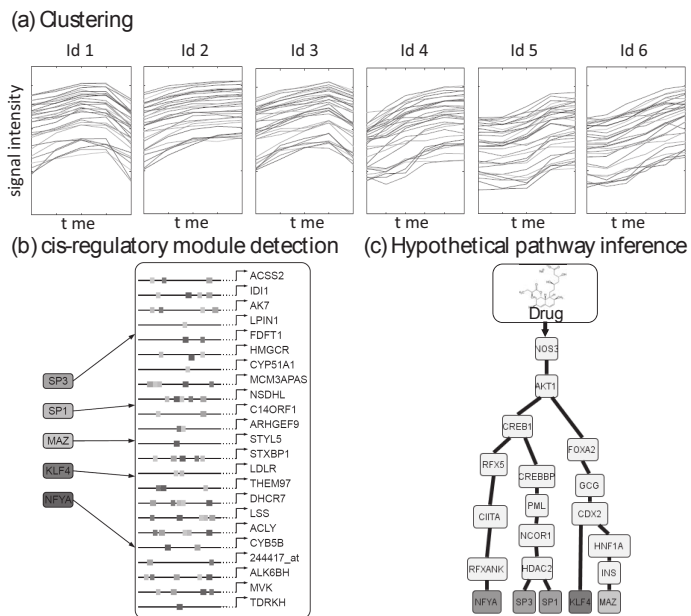 (a) Clustering
Id 1 Id 2 Id 3 Id 4 Id 5 Id 6
signal intensity
t me t me t me t me t me t me
(b) cis-regulatory module detection
ACSS2
IDI1
AK7
LPIN1
FDFT1
HMGCR
CYP51A1
MCM3APAS
NSDHL
C14ORF1
ARHGEF9
STYL5
STXBP1
LDLR
THEM97
DHCR7
LSS
ACLY
CYB5B
244417_at
ALK6BH
MVK
TDRKH
SP3
SP1
MAZ
KLF4
NFYA
(c) Hypothetical pathway inference
Drug
NOS3
AKT1
CREB1
FOXA2
RFX5
CREBBP
GCG
PML
CIITA
CDX2
NCOR1
HNF1A
RFXANK
HDAC2
INS
NFYA SP3 SP1 KLF4 MAZ